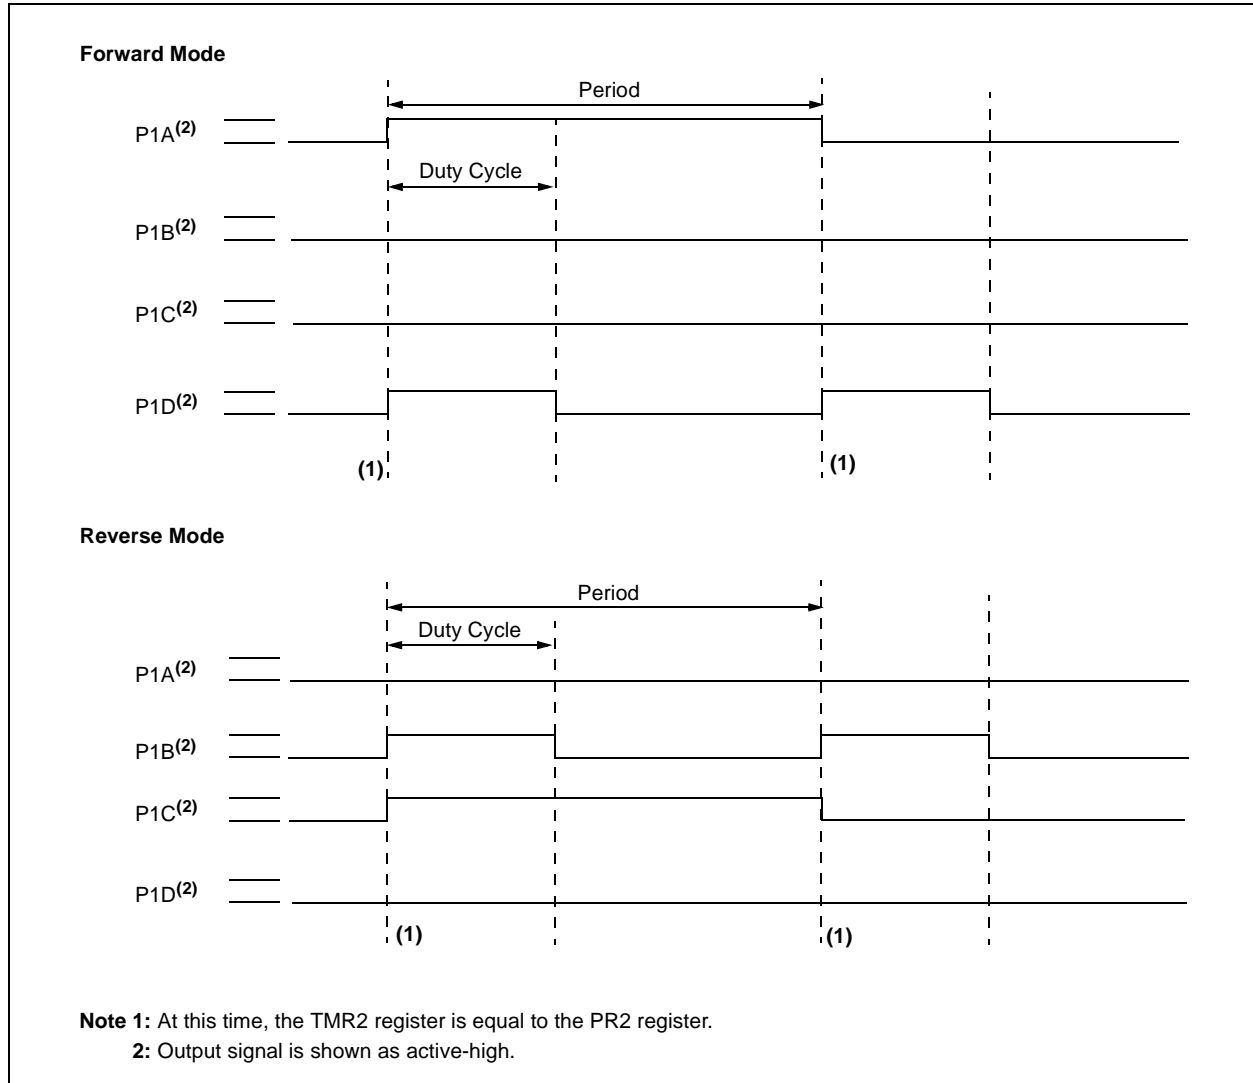 Forward Mode
Period
P1A(2)
Duty Cycle
P1B(2)
P1C(2)
P1D(2)
(1)
(1)
Reverse Mode
Period
Duty Cycle
P1A(2)
P1B(2)
P1C(2)
P1D(2)
(1)
(1)
Note 1: At this time, the TMR2 register is equal to the PR2 register.
2: Output signal is shown as active-high.